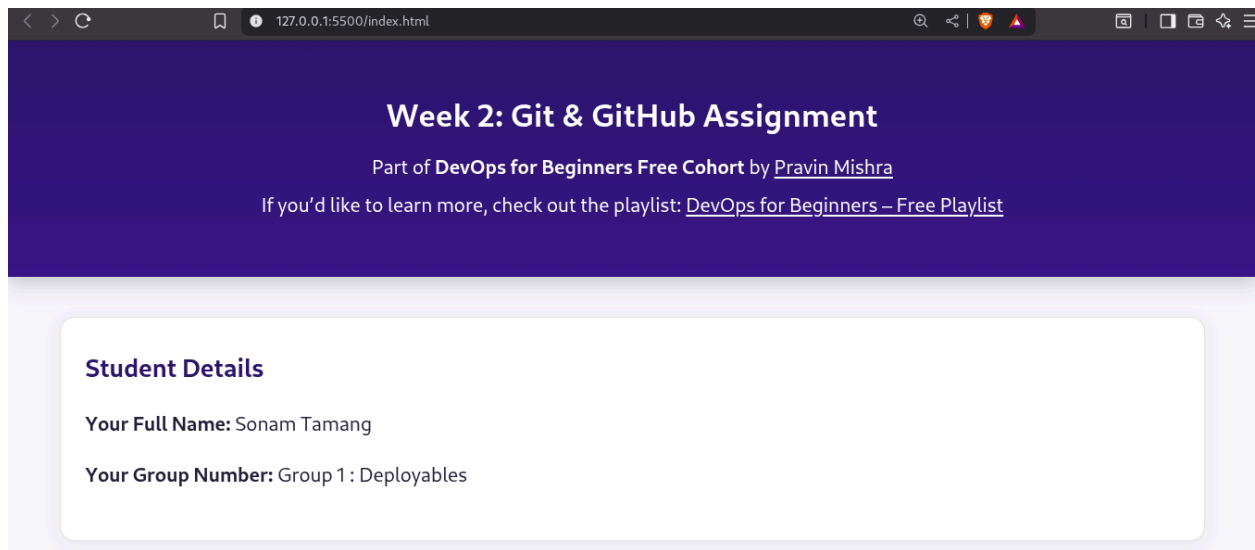 127.0.0.1:5500/index.html
Week 2: Git & GitHub Assignment
Part of DevOps for Beginners Free Cohort by Pravin Mishra
If you’d like to learn more, check out the playlist: DevOps for Beginners – Free Playlist
Student Details
Your Full Name: Sonam Tamang
Your Group Number: Group 1 : Deployables